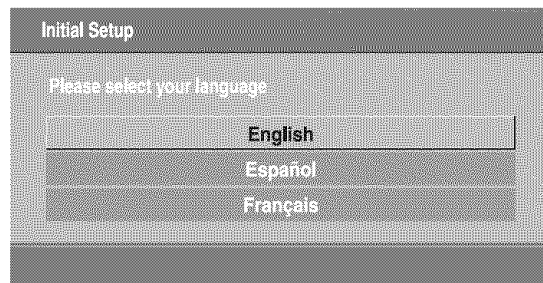 Initial Setup
Please select your language
English
Español
Français